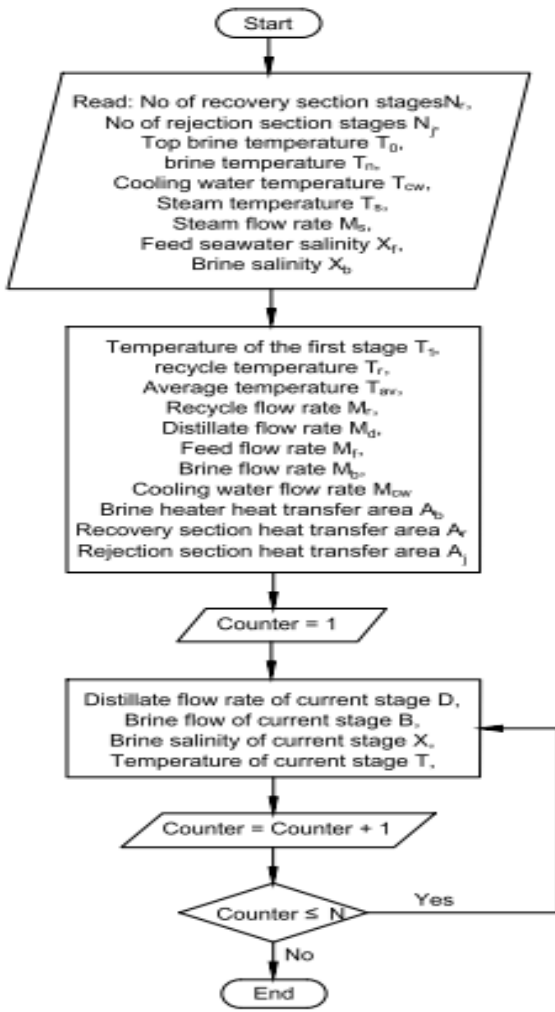 Start
Read: No of recovery section stagesNr,
No of rejection section stages Nj,
Top brine temperature T0,
brine temperature Tn,
Cooling water temperature Tcw,
Steam temperature Ts,
Steam flow rate Ms,
Feed seawater salinity Xf,
Brine salinity Xb
Temperature of the first stage Ts,
recycle temperature Tr,
Average temperature Tav,
Recycle flow rate Mr,
Distillate flow rate Md,
Feed flow rate Mf,
Brine flow rate Mb,
Cooling water flow rate Mcw
Brine heater heat transfer area Ab
Recovery section heat transfer area Ar
Rejection section heat transfer area Aj
Counter = 1
Distillate flow rate of current stage D,
Brine flow of current stage B,
Brine salinity of current stage X,
Temperature of current stage T,
Counter = Counter + 1
Counter ≤ N
Yes
No
End